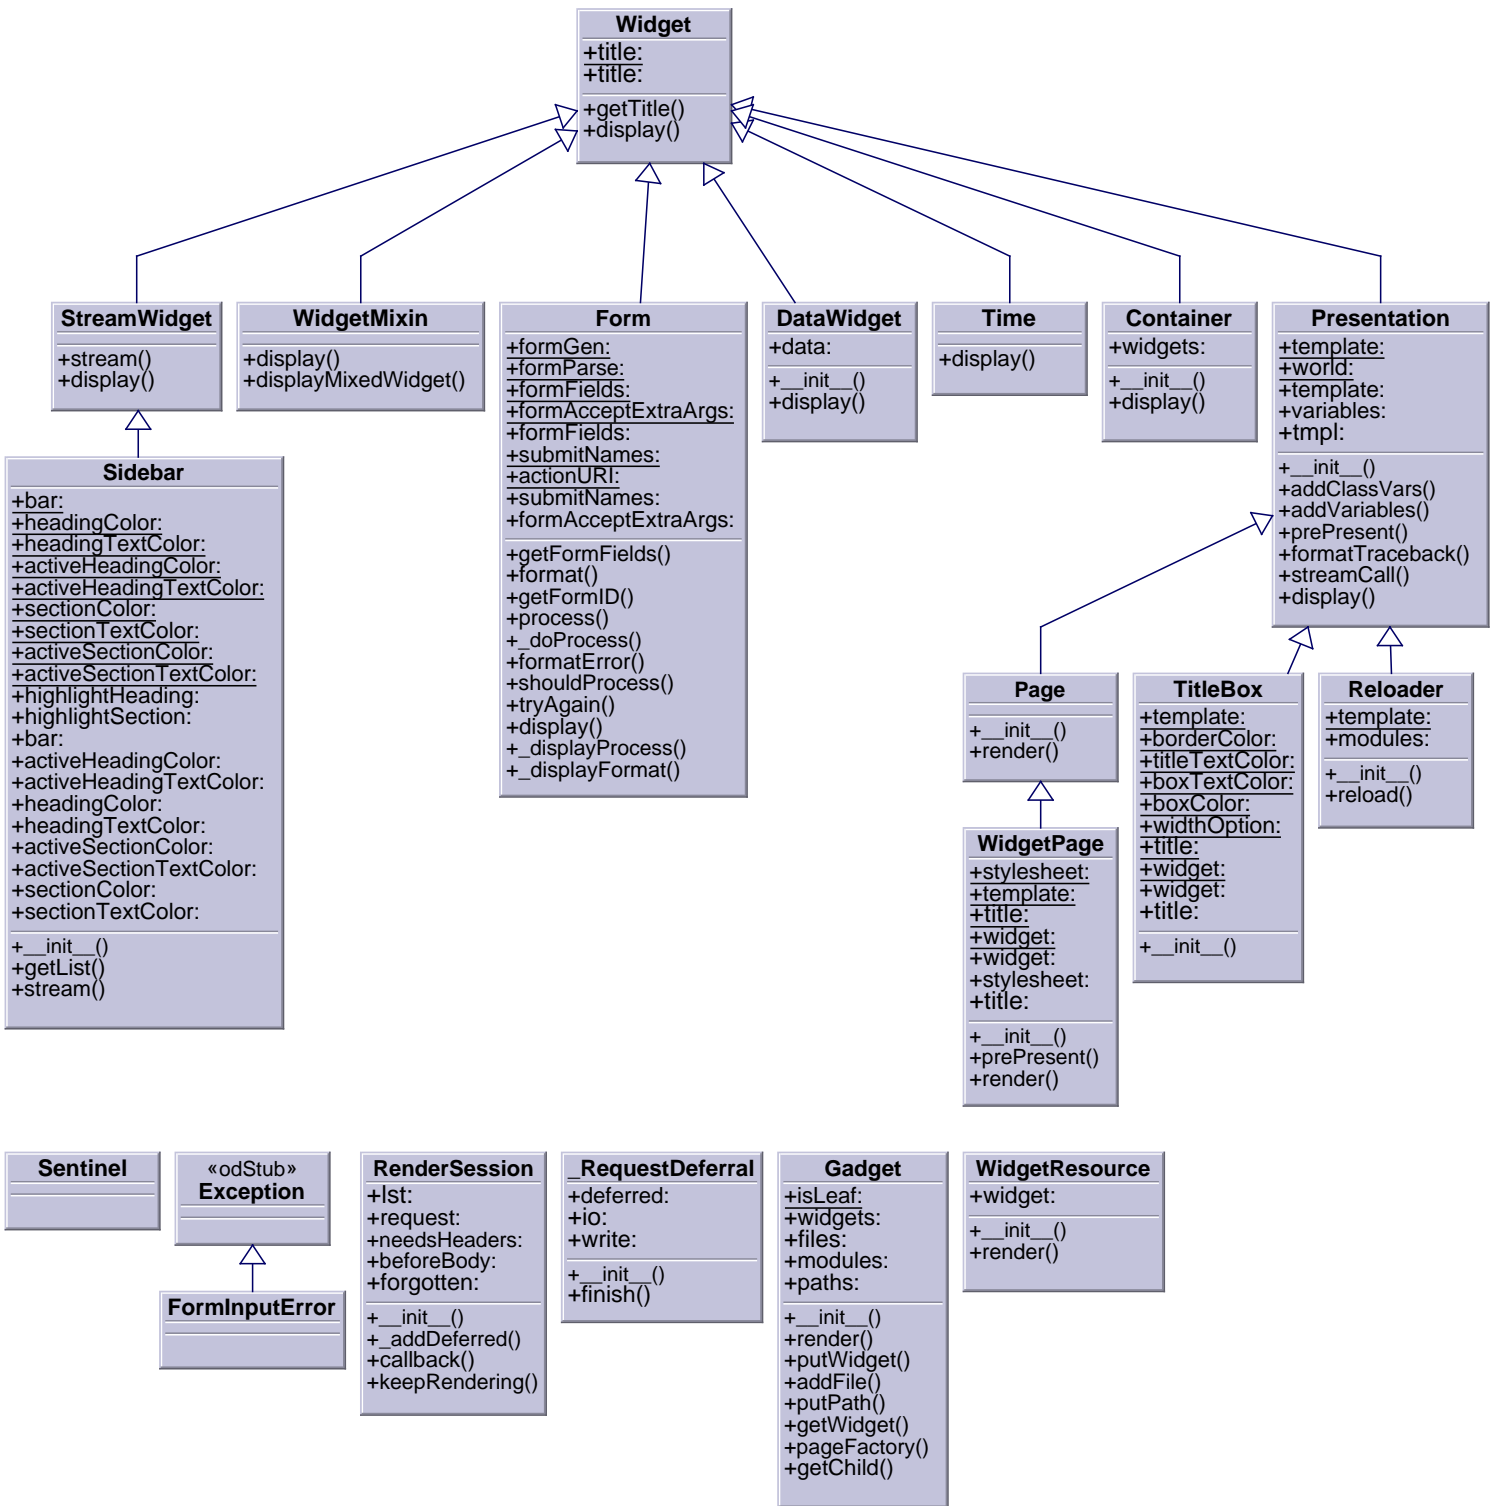 Widget
+title:
+title:
+getTitle()
+display()
StreamWidget
+stream()
+display()
WidgetMixin
+display()
+displayMixedWidget()
Form
+formGen:
+formParse:
+formFields:
+formAcceptExtraArgs:
+formFields:
+submitNames:
+actionURI:
+submitNames:
+formAcceptExtraArgs:
+getFormFields()
+format()
+getFormID()
+process()
+_doProcess()
+formatError()
+shouldProcess()
+tryAgain()
+display()
+_displayProcess()
+_displayFormat()
DataWidget
+data:
+__init__()
+display()
Time
+display()
Container
+widgets:
+__init__()
+display()
Presentation
+template:
+world:
+template:
+variables:
+tmpl:
+__init__()
+addClassVars()
+addVariables()
+prePresent()
+formatTraceback()
+streamCall()
+display()
Sidebar
+bar:
+headingColor:
+headingTextColor:
+activeHeadingColor:
+activeHeadingTextColor:
+sectionColor:
+sectionTextColor:
+activeSectionColor:
+activeSectionTextColor:
+highlightHeading:
+highlightSection:
+bar:
+activeHeadingColor:
+activeHeadingTextColor:
+headingColor:
+headingTextColor:
+activeSectionColor:
+activeSectionTextColor:
+sectionColor:
+sectionTextColor:
+__init__()
+getList()
+stream()
Page
+__init__()
+render()
TitleBox
+template:
+borderColor:
+titleTextColor:
+boxTextColor:
+boxColor:
+widthOption:
+title:
+widget:
+widget:
+title:
+__init__()
Reloader
+template:
+modules:
+__init__()
+reload()
WidgetPage
+stylesheet:
+template:
+title:
+widget:
+widget:
+stylesheet:
+title:
+__init__()
+prePresent()
+render()
Sentinel
«odStub»
Exception
FormInputError
RenderSession
+lst:
+request:
+needsHeaders:
+beforeBody:
+forgotten:
+__init__()
+_addDeferred()
+callback()
+keepRendering()
_RequestDeferral
+deferred:
+io:
+write:
+__init__()
+finish()
Gadget
+isLeaf:
+widgets:
+files:
+modules:
+paths:
+__init__()
+render()
+putWidget()
+addFile()
+putPath()
+getWidget()
+pageFactory()
+getChild()
WidgetResource
+widget:
+__init__()
+render()